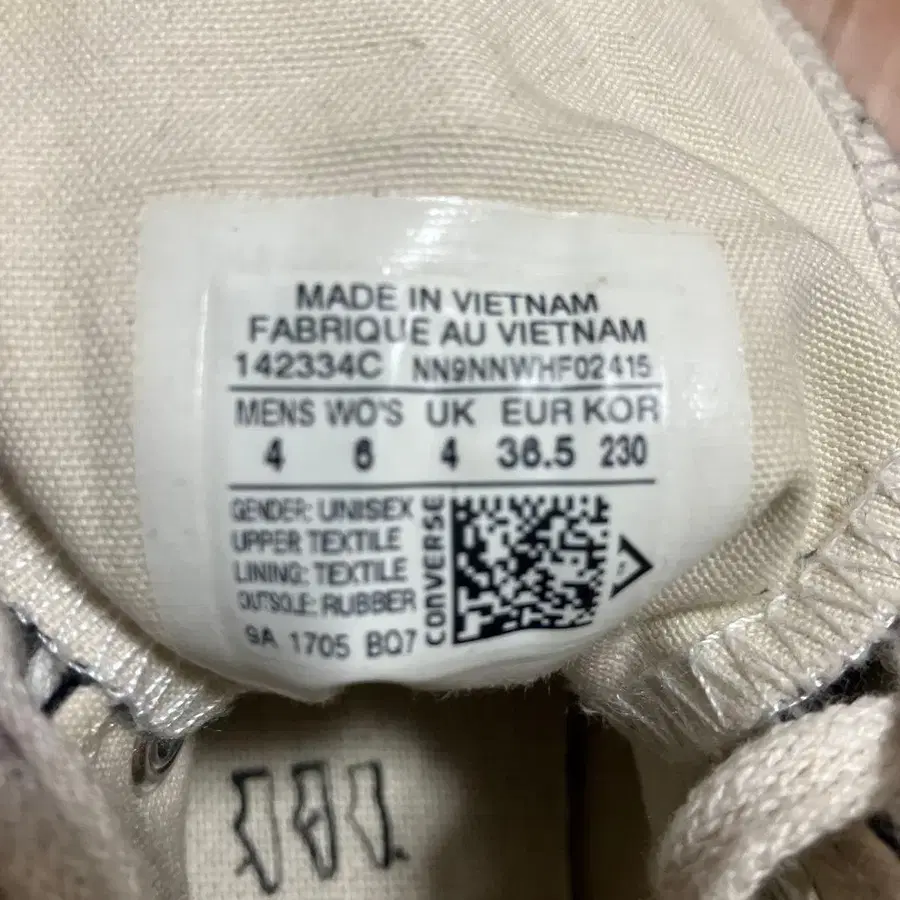 MADE IN VIETNAM
FABRIQUE AU VIETNAM
142334C NN9NNWHF02415
MENS WO'S UK EUR KOR
4 6 4 36.5 230
GENDER: UNISEX
UPPER TEXTILE
LINING: TEXTILE
OUTSOLE: RUBBER
9A 1705 BQ7
CONVERSE